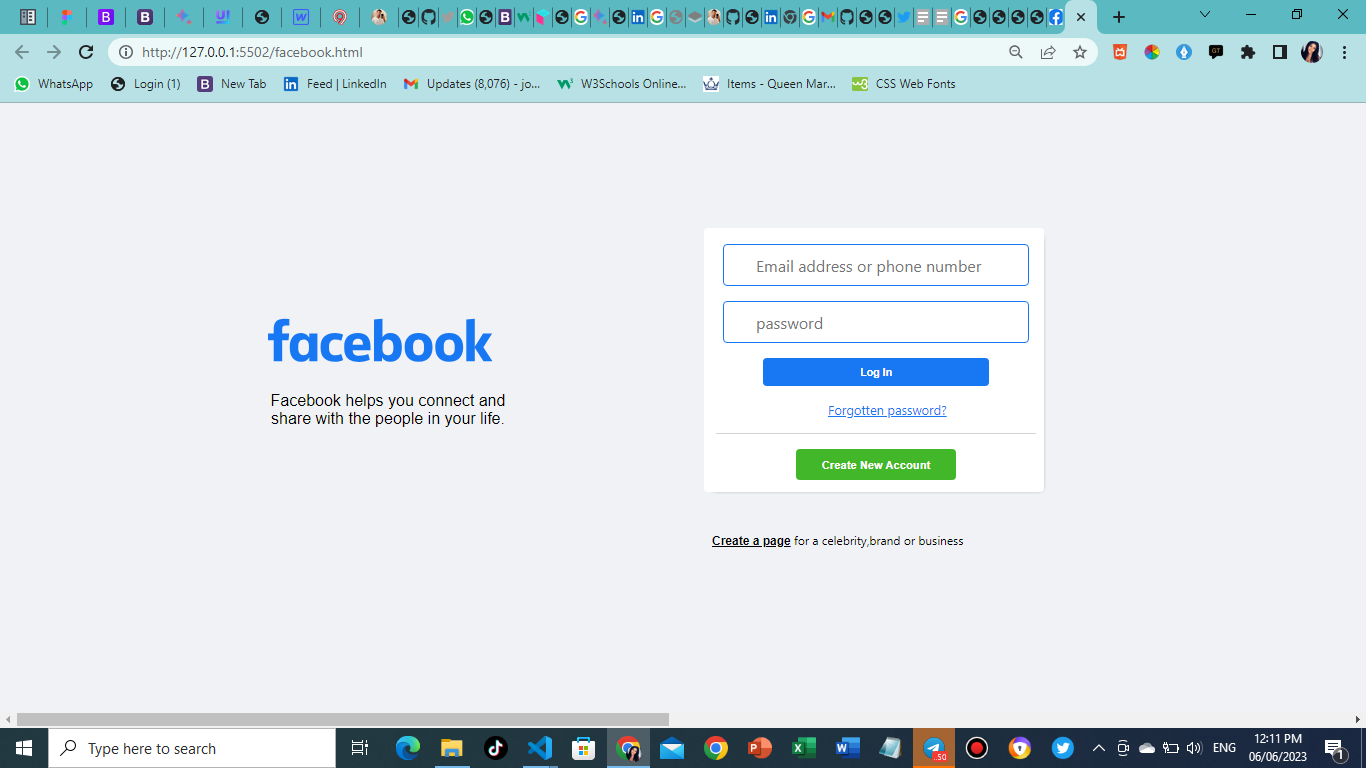 http://127.0.0.1:5502/facebook.html
WhatsApp
Login (1)
New Tab
Feed | LinkedIn
Updates (8,076) - jo...
W3Schools Online...
Items - Queen Mar...
CSS Web Fonts
facebook
Facebook helps you connect and
share with the people in your life.
Email address or phone number
password
Log In
Forgotten password?
Create New Account
Create a page for a celebrity,brand or business
Type here to search
ENG
12:11 PM
06/06/2023